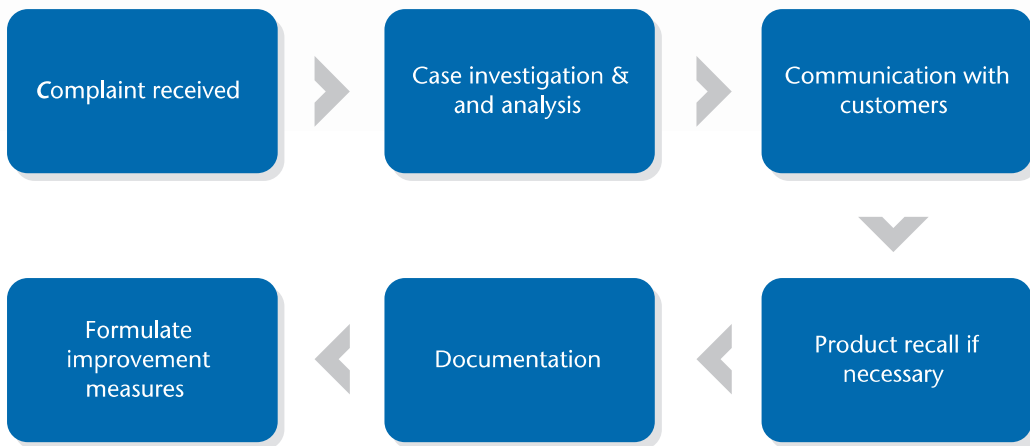 Complaint received
Case investigation &
and analysis
Communication with
customers
Product recall if
necessary
Documentation
Formulate
improvement
measures